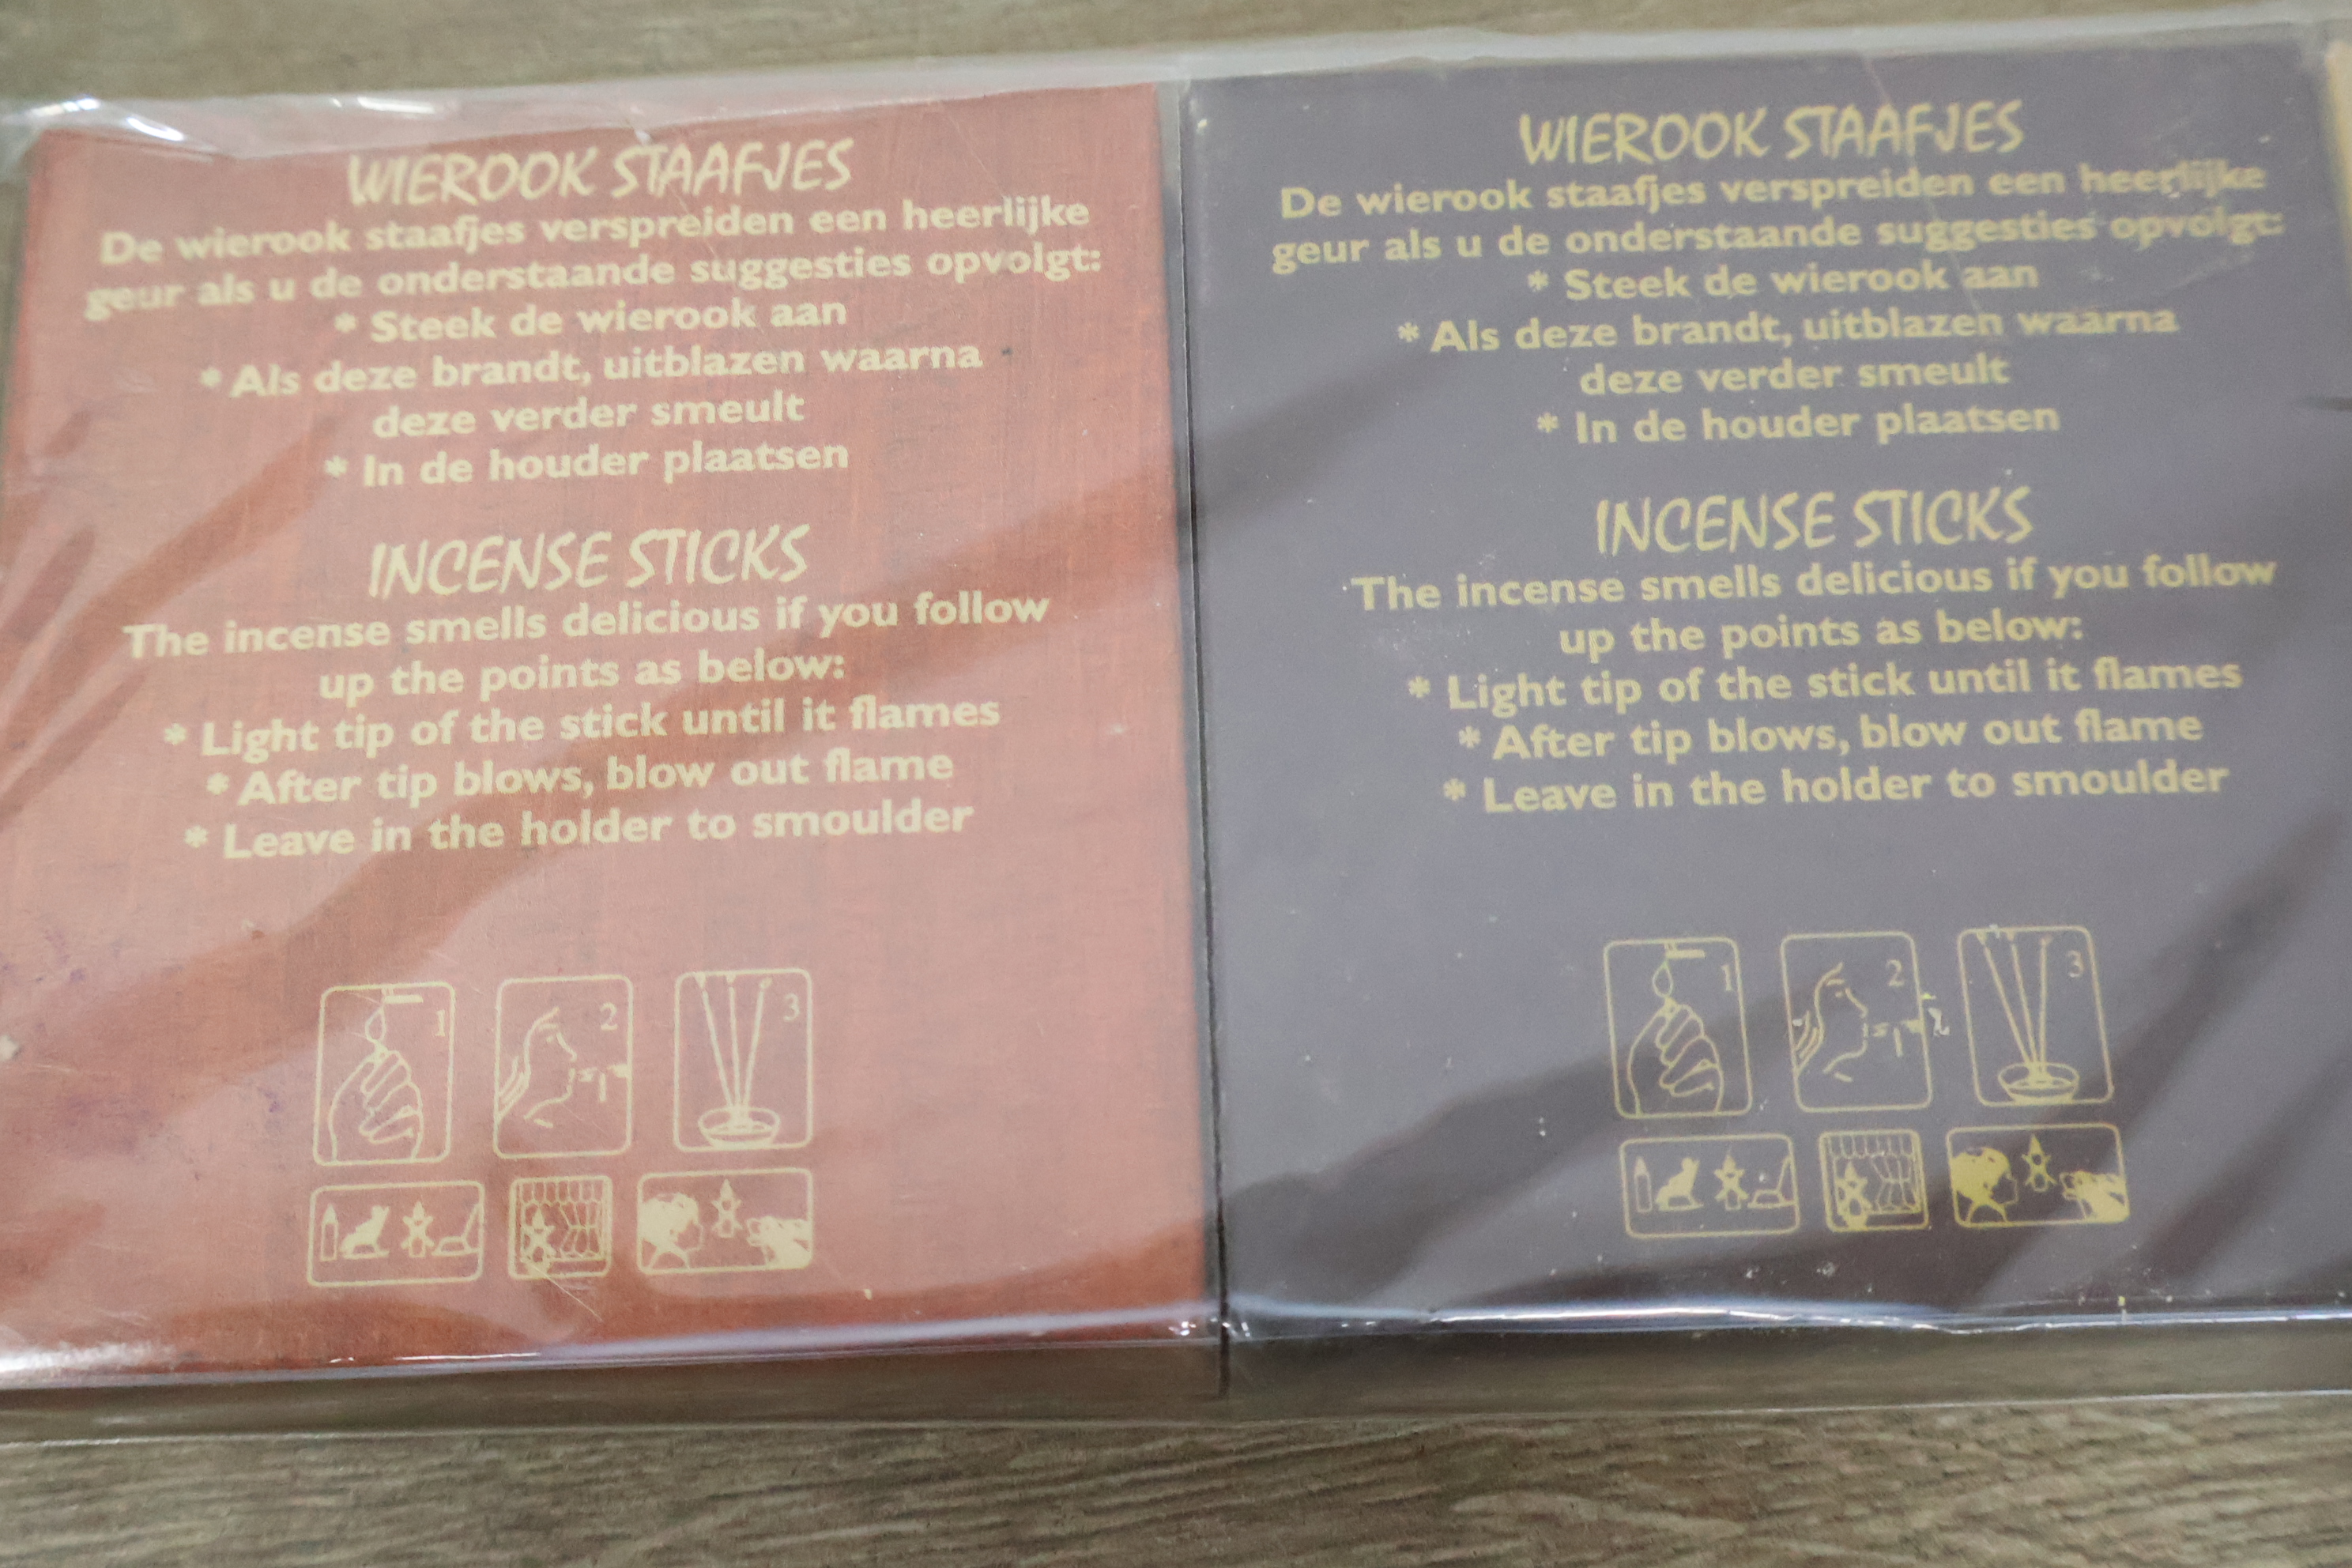 WIEROOK STAAFJES
De wierook staafjes verspreiden een heerlijke
geur als u de onderstaande suggesties opvolgt:
* Steek de wierook aan
* Als deze brandt, uitblazen waarna
deze verder smeult
* In de houder plaatsen
INCENSE STICKS
The incense smells delicious if you follow
up the points as below:
* Light tip of the stick until it flames
* After tip blows, blow out flame
* Leave in the holder to smoulder
1
2
3
WIEROOK STAAFJES
De wierook staafjes verspreiden een heerlijke
geur als u de onderstaande suggesties opvolgt:
* Steek de wierook aan
* Als deze brandt, uitblazen waarna
deze verder smeult
* In de houder plaatsen
INCENSE STICKS
The incense smells delicious if you follow
up the points as below:
* Light tip of the stick until it flames
* After tip blows, blow out flame
* Leave in the holder to smoulder
1
2
3